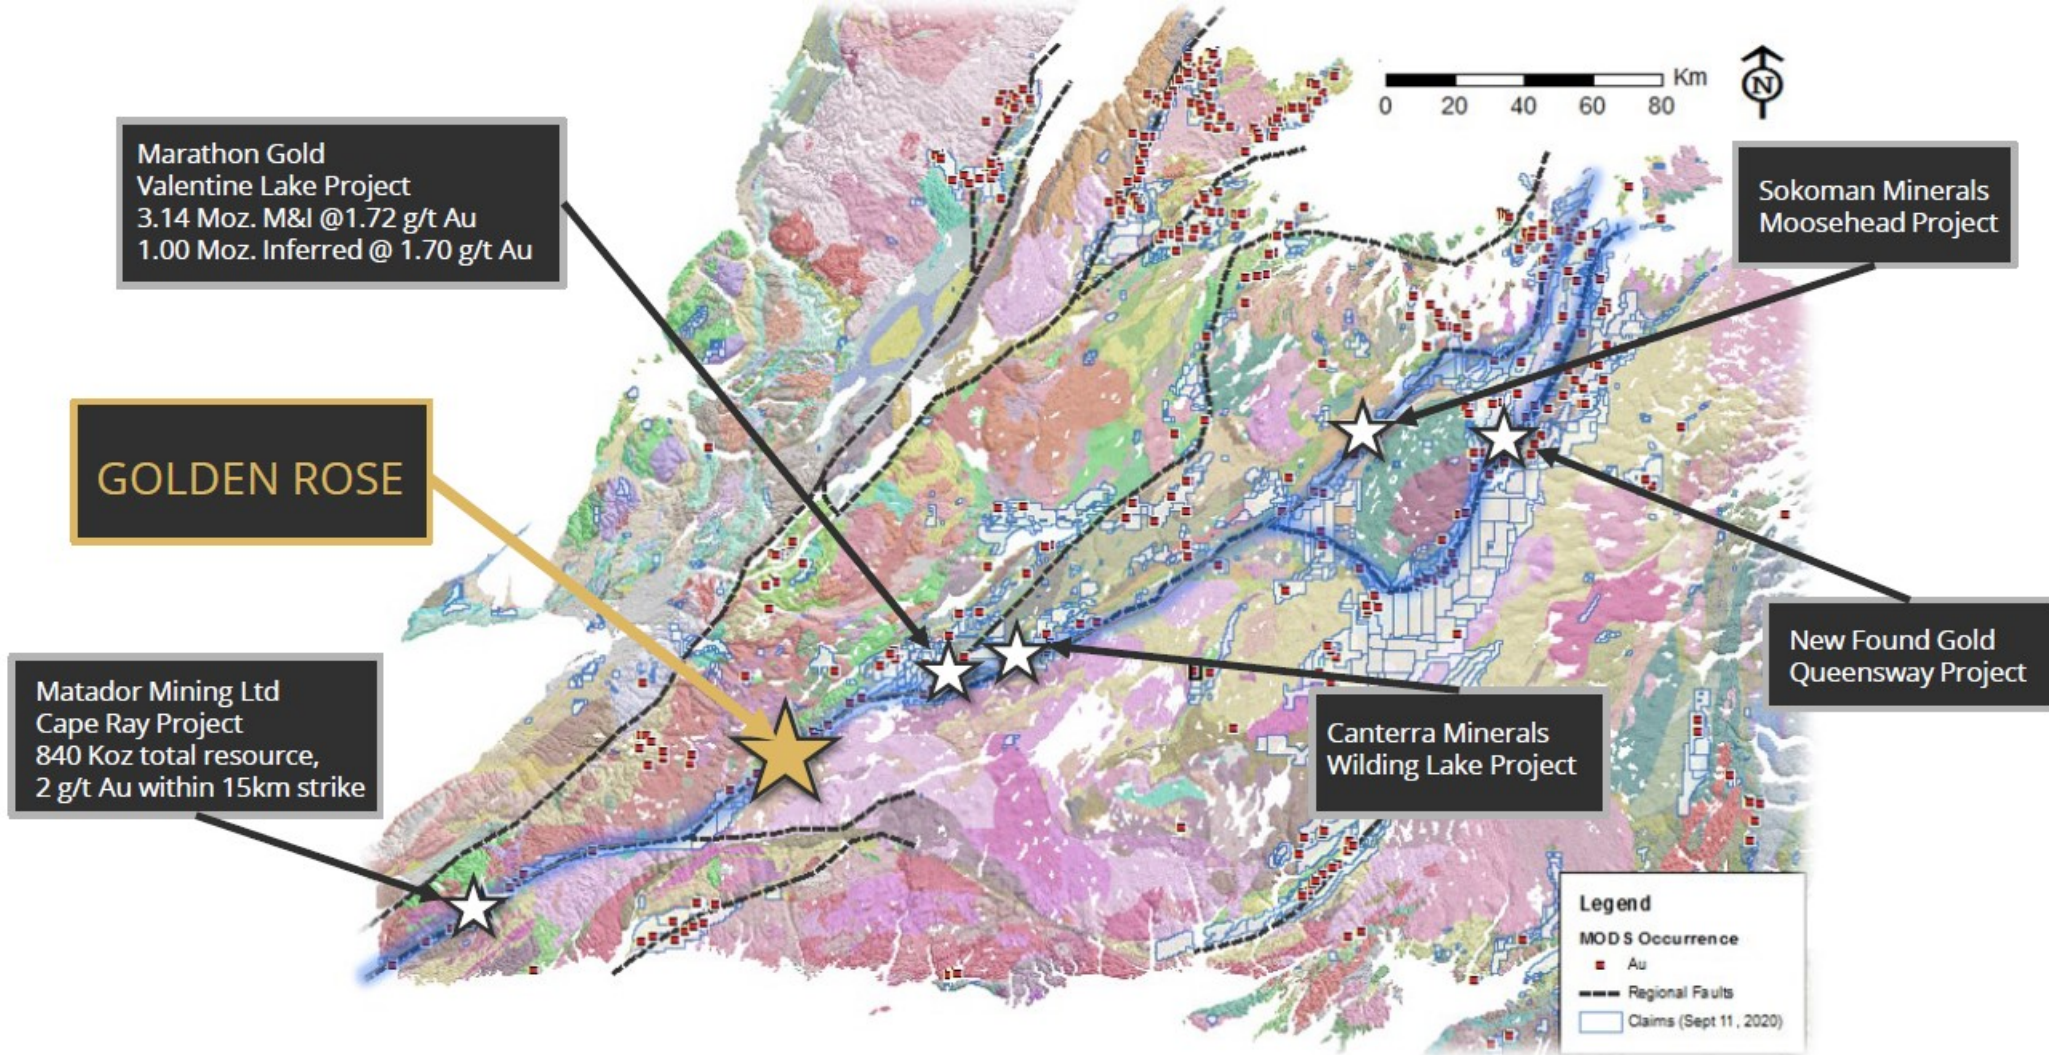 Km
0 20 40 60 80
N
Marathon Gold
Valentine Lake Project
3.14 Moz. M&I @1.72 g/t Au
1.00 Moz. Inferred @ 1.70 g/t Au
Sokoman Minerals
Moosehead Project
GOLDEN ROSE
New Found Gold
Queensway Project
Matador Mining Ltd
Cape Ray Project
840 Koz total resource,
2 g/t Au within 15km strike
Canterra Minerals
Wilding Lake Project
Legend
MODS Occurrence
Au
Regional Faults
Claims (Sept 11, 2020)